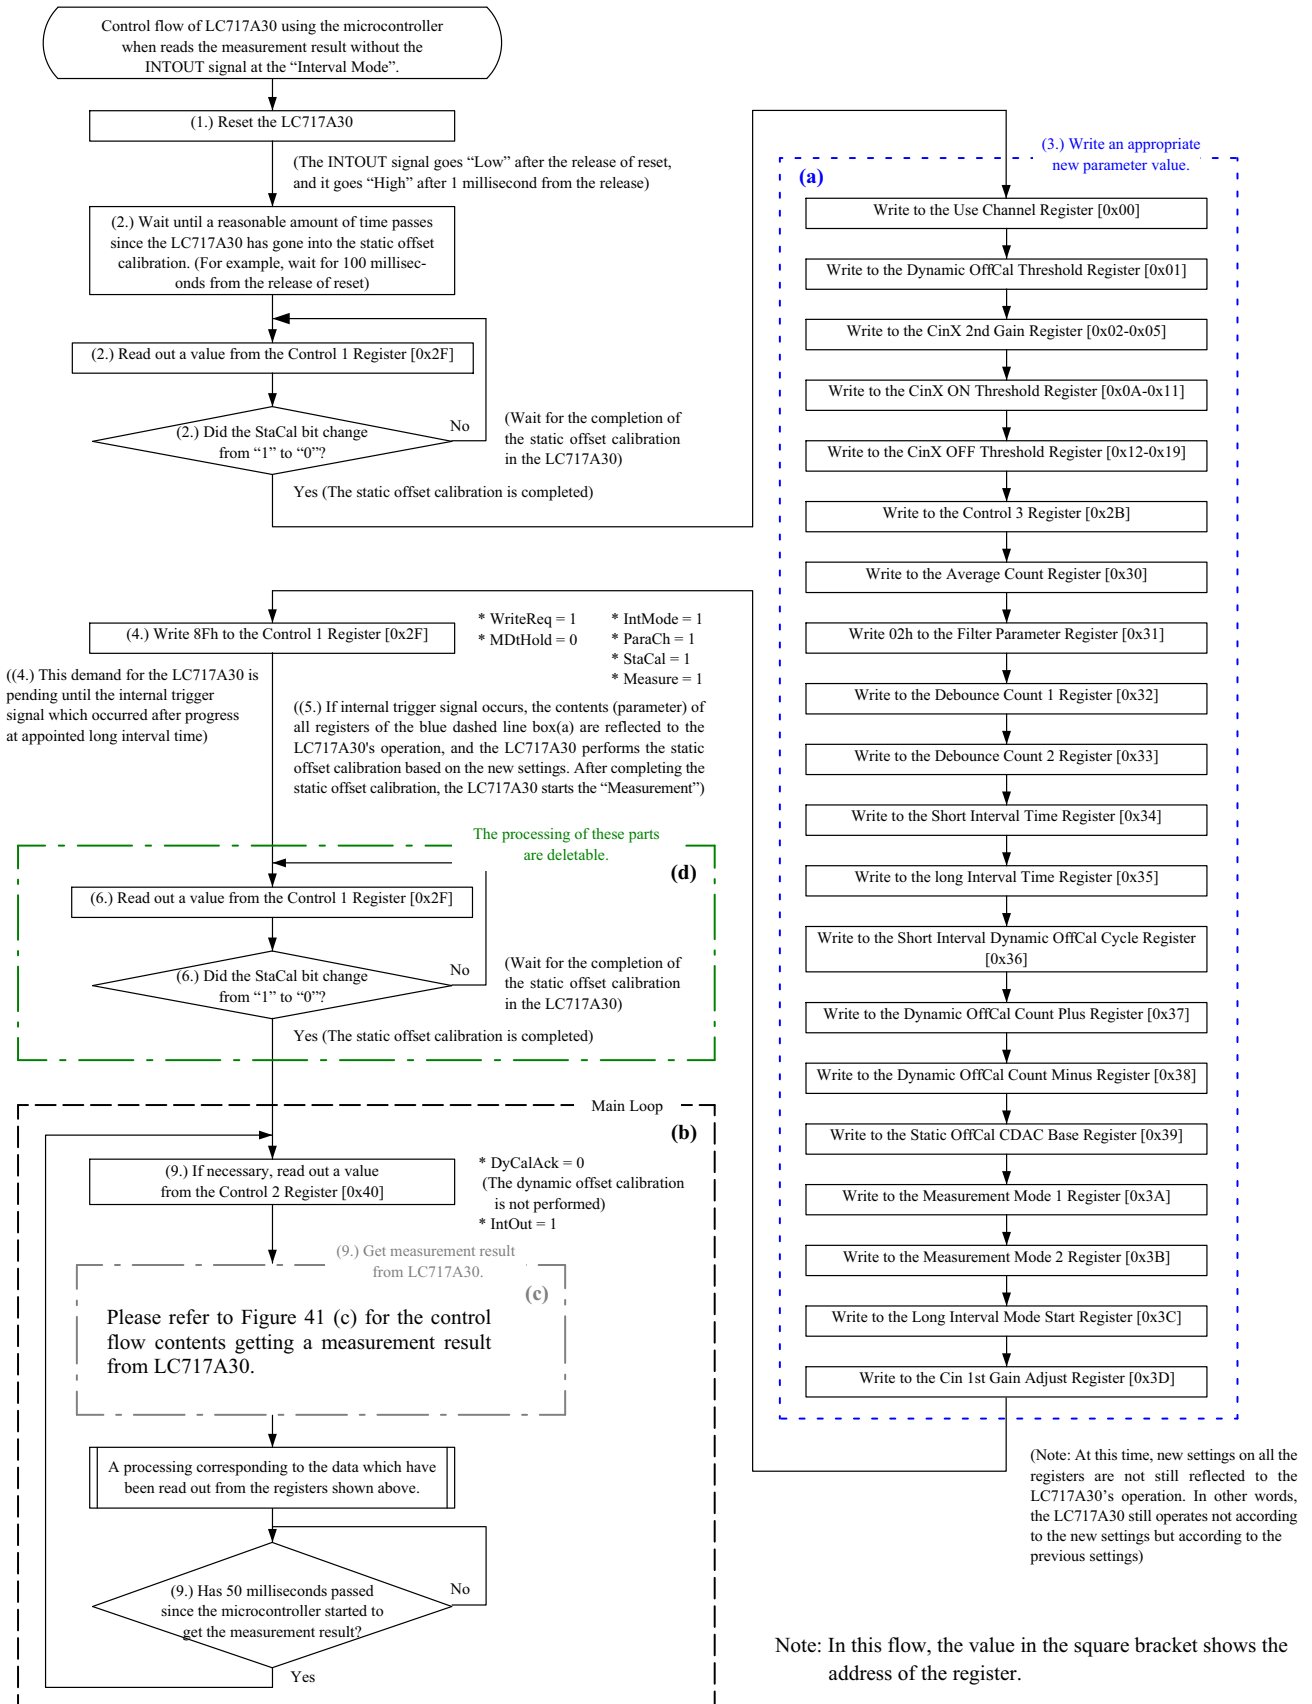 Control flow of LC717A30 using the microcontroller
when reads the measurement result without the
INTOUT signal at the “Interval Mode”.
(1.) Reset the LC717A30
(The INTOUT signal goes “Low” after the release of reset,
and it goes “High” after 1 millisecond from the release)
(2.) Wait until a reasonable amount of time passes
since the LC717A30 has gone into the static offset
calibration. (For example, wait for 100 millisec-
onds from the release of reset)
(2.) Read out a value from the Control 1 Register [0x2F]
(2.) Did the StaCal bit change
from “1” to “0”?
No
(Wait for the completion of
the static offset calibration
in the LC717A30)
Yes (The static offset calibration is completed)
(3.) Write an appropriate
new parameter value.
(a)
Write to the Use Channel Register [0x00]
Write to the Dynamic OffCal Threshold Register [0x01]
Write to the CinX 2nd Gain Register [0x02-0x05]
Write to the CinX ON Threshold Register [0x0A-0x11]
Write to the CinX OFF Threshold Register [0x12-0x19]
Write to the Control 3 Register [0x2B]
Write to the Average Count Register [0x30]
Write 02h to the Filter Parameter Register [0x31]
Write to the Debounce Count 1 Register [0x32]
Write to the Debounce Count 2 Register [0x33]
Write to the Short Interval Time Register [0x34]
Write to the long Interval Time Register [0x35]
Write to the Short Interval Dynamic OffCal Cycle Register
[0x36]
Write to the Dynamic OffCal Count Plus Register [0x37]
Write to the Dynamic OffCal Count Minus Register [0x38]
Write to the Static OffCal CDAC Base Register [0x39]
Write to the Measurement Mode 1 Register [0x3A]
Write to the Measurement Mode 2 Register [0x3B]
Write to the Long Interval Mode Start Register [0x3C]
Write to the Cin 1st Gain Adjust Register [0x3D]
(Note: At this time, new settings on all the
registers are not still reflected to the
LC717A30’s operation. In other words,
the LC717A30 still operates not according
to the new settings but according to the
previous settings)
(4.) Write 8Fh to the Control 1 Register [0x2F]
* WriteReq = 1
* MDtHold = 0
* IntMode = 1
* ParaCh = 1
* StaCal = 1
* Measure = 1
((4.) This demand for the LC717A30 is
pending until the internal trigger
signal which occurred after progress
at appointed long interval time)
((5.) If internal trigger signal occurs, the contents (parameter) of
all registers of the blue dashed line box(a) are reflected to the
LC717A30's operation, and the LC717A30 performs the static
offset calibration based on the new settings. After completing the
static offset calibration, the LC717A30 starts the “Measurement”)
The processing of these parts
are deletable.
(d)
(6.) Read out a value from the Control 1 Register [0x2F]
(6.) Did the StaCal bit change
from “1” to “0”?
No
(Wait for the completion of
the static offset calibration
in the LC717A30)
Yes (The static offset calibration is completed)
Main Loop
(b)
(9.) If necessary, read out a value
from the Control 2 Register [0x40]
* DyCalAck = 0
(The dynamic offset calibration
is not performed)
* IntOut = 1
(9.) Get measurement result
from LC717A30.
(c)
Please refer to Figure 41 (c) for the control
flow contents getting a measurement result
from LC717A30.
A processing corresponding to the data which have
been read out from the registers shown above.
(9.) Has 50 milliseconds passed
since the microcontroller started to
get the measurement result?
No
Yes
Note: In this flow, the value in the square bracket shows the
address of the register.